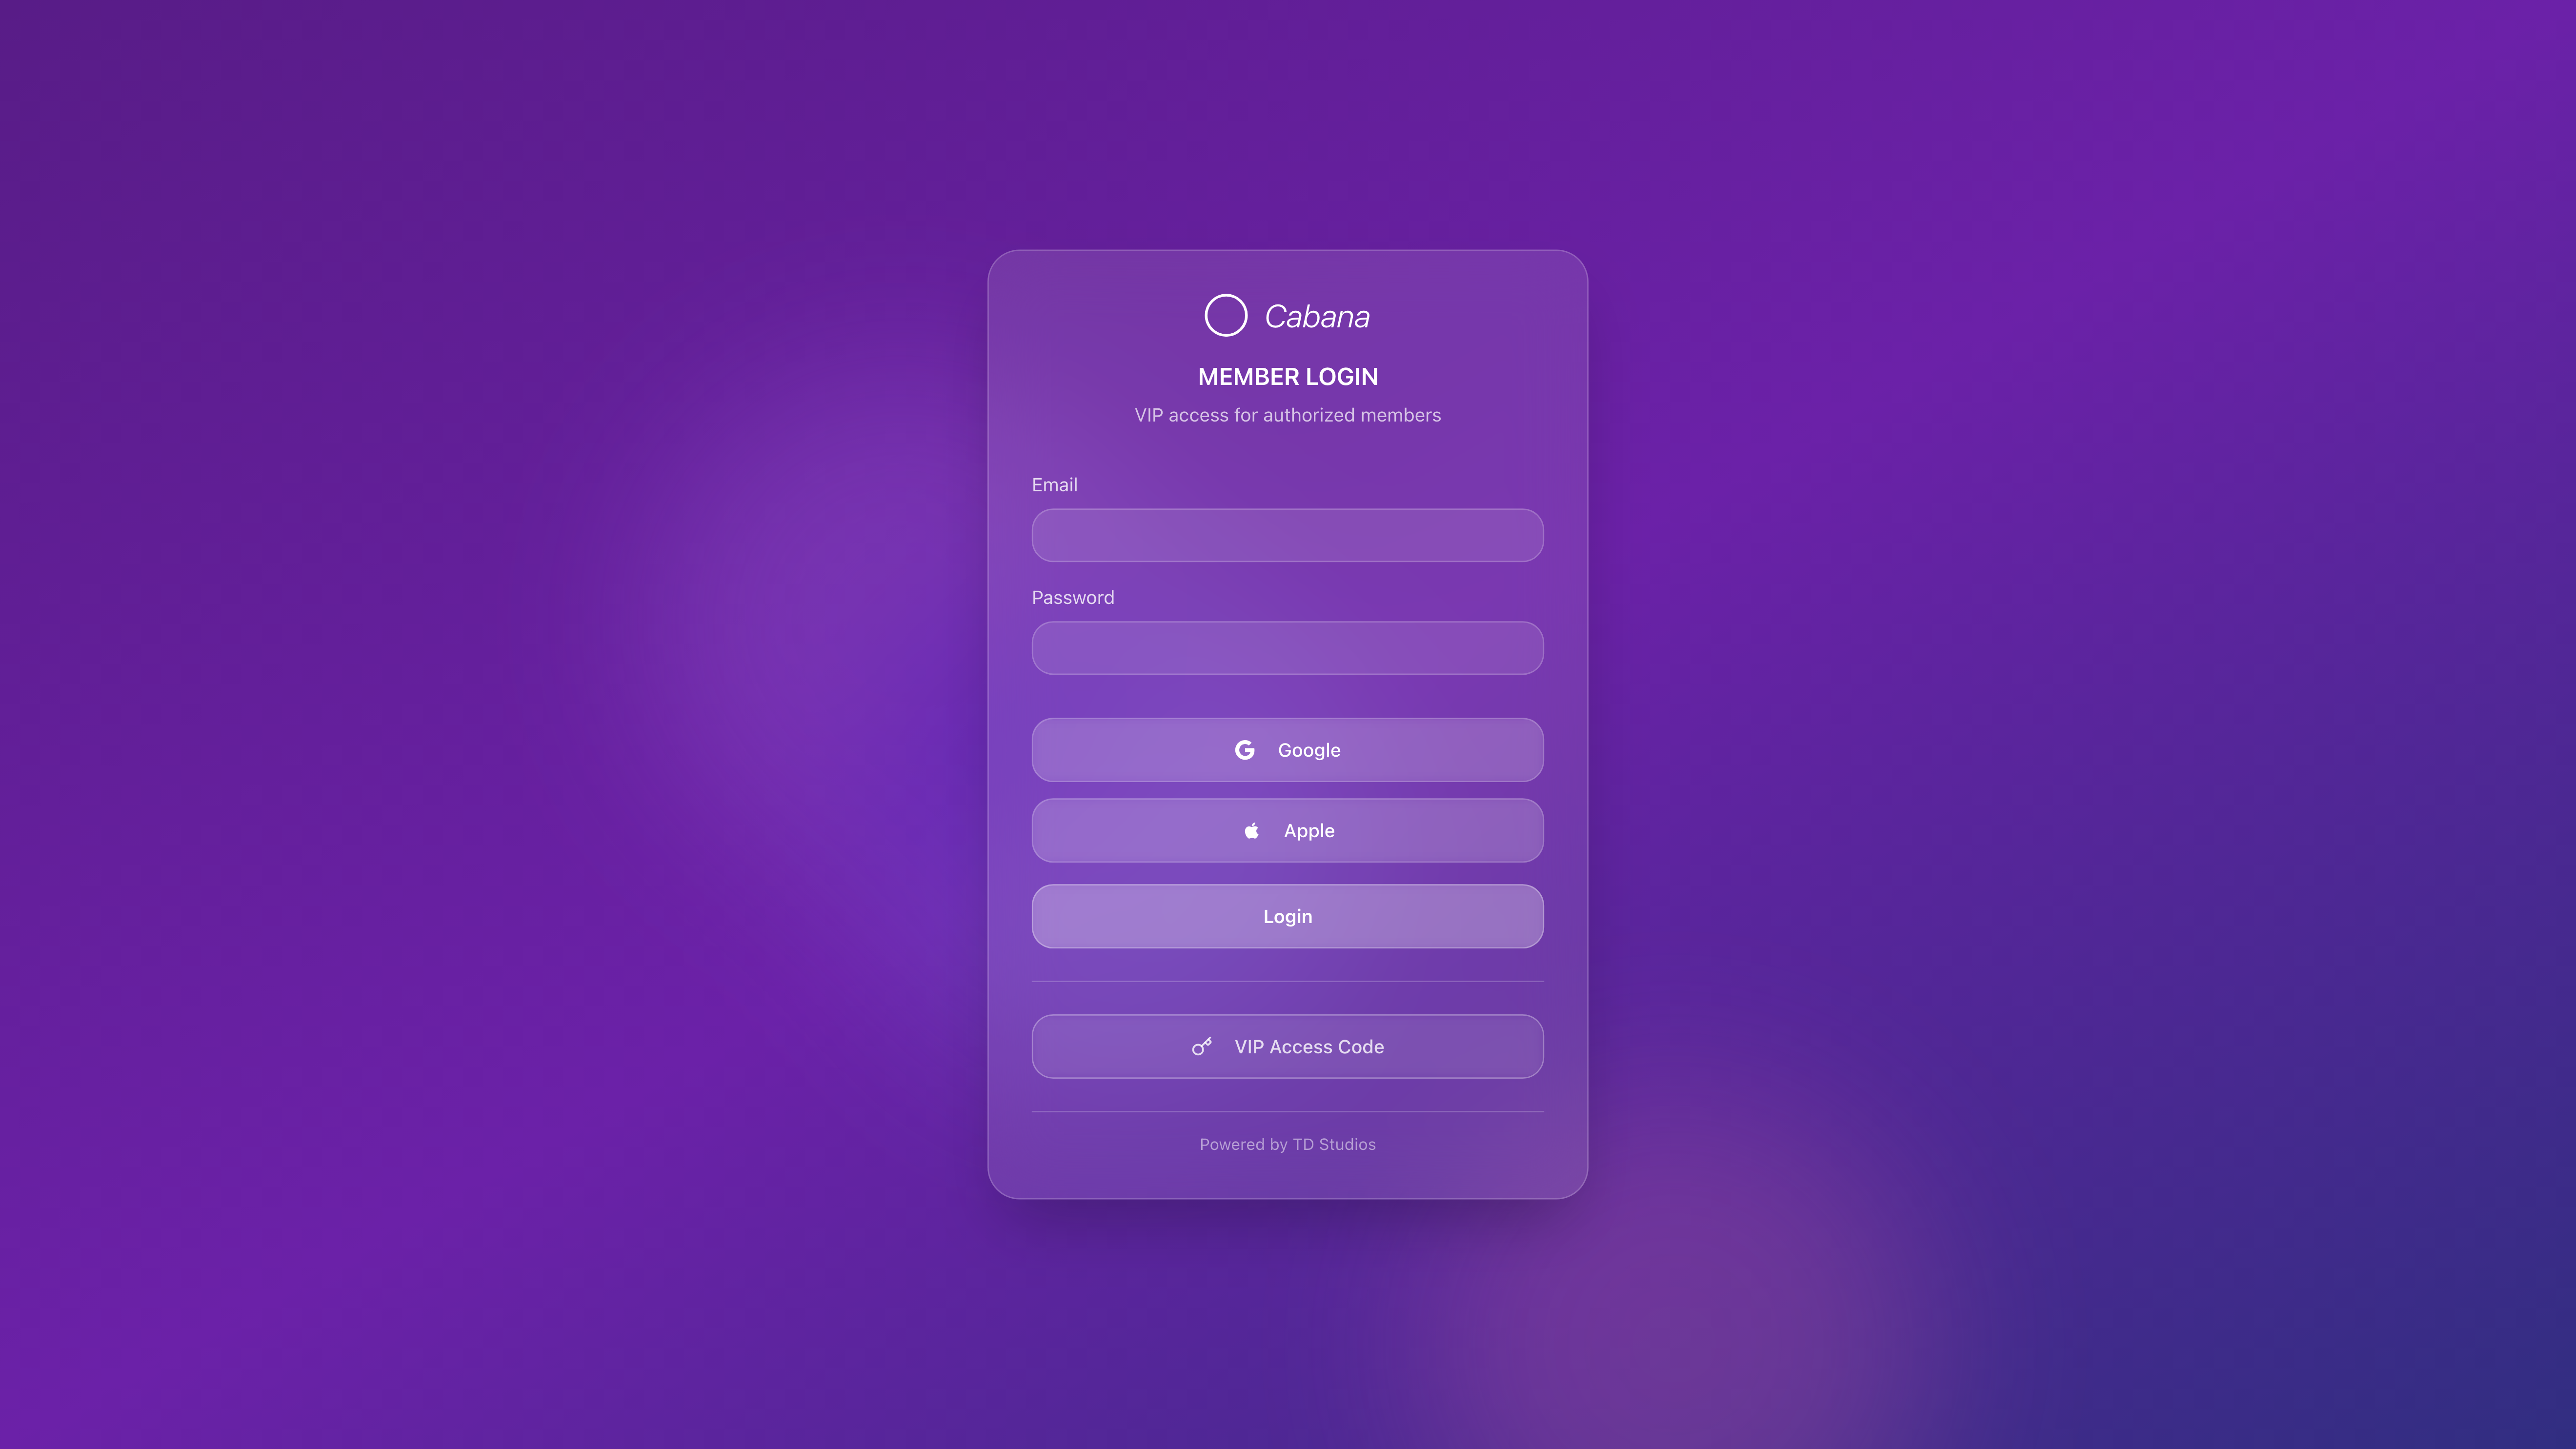 Cabana
MEMBER LOGIN
VIP access for authorized members
Email
Password
Google
Apple
Login
VIP Access Code
Powered by TD Studios